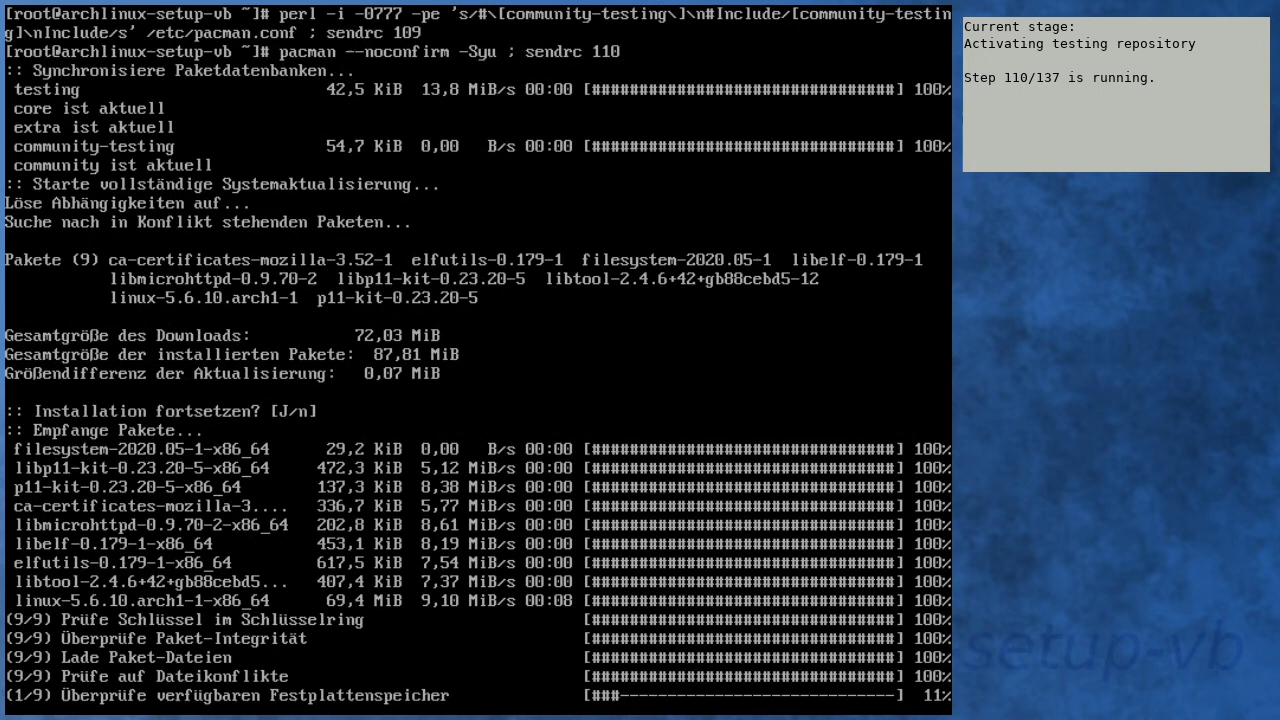 [root@archlinux-setup-vb ~]# perl -i -0777 -pe 's/#\[community-testing\]\n#Include/[community-testin
g]\nInclude/s' /etc/pacman.conf ; sendrc 109
[root@archlinux-setup-vb ~]# pacman --noconfirm -Syu ; sendrc 110
:: Synchronisiere Paketdatenbanken...
 testing 42,5 KiB 13,8 MiB/s 00:00 [################################] 100%
 core ist aktuell
 extra ist aktuell
 community-testing 54,7 KiB 0,00 B/s 00:00 [################################] 100%
 community ist aktuell
:: Starte vollständige Systemaktualisierung...
Löse Abhängigkeiten auf...
Suche nach in Konflikt stehenden Paketen...

Pakete (9) ca-certificates-mozilla-3.52-1 elfutils-0.179-1 filesystem-2020.05-1 libelf-0.179-1
 libmicrohttpd-0.9.70-2 libp11-kit-0.23.20-5 libtool-2.4.6+42+gb88cebd5-12
 linux-5.6.10.arch1-1 p11-kit-0.23.20-5

Gesamtgröße des Downloads: 72,03 MiB
Gesamtgröße der installierten Pakete: 87,81 MiB
Größendifferenz der Aktualisierung: 0,07 MiB

:: Installation fortsetzen? [J/n]
:: Empfange Pakete...
 filesystem-2020.05-1-x86_64 29,2 KiB 0,00 B/s 00:00 [################################] 100%
 libp11-kit-0.23.20-5-x86_64 472,3 KiB 5,12 MiB/s 00:00 [################################] 100%
 p11-kit-0.23.20-5-x86_64 137,3 KiB 8,38 MiB/s 00:00 [################################] 100%
 ca-certificates-mozilla-3.... 336,7 KiB 5,77 MiB/s 00:00 [################################] 100%
 libmicrohttpd-0.9.70-2-x86_64 202,8 KiB 8,61 MiB/s 00:00 [################################] 100%
 libelf-0.179-1-x86_64 453,1 KiB 8,19 MiB/s 00:00 [################################] 100%
 elfutils-0.179-1-x86_64 617,5 KiB 7,54 MiB/s 00:00 [################################] 100%
 libtool-2.4.6+42+gb88cebd5... 407,4 KiB 7,37 MiB/s 00:00 [################################] 100%
 linux-5.6.10.arch1-1-x86_64 69,4 MiB 9,10 MiB/s 00:08 [################################] 100%
(9/9) Prüfe Schlüssel im Schlüsselring [################################] 100%
(9/9) Überprüfe Paket-Integrität [################################] 100%
(9/9) Lade Paket-Dateien [################################] 100%
(9/9) Prüfe auf Dateikonflikte [################################] 100%
(1/9) Überprüfe verfügbaren Festplattenspeicher [###-----------------------------] 11%
Current stage:
Activating testing repository

Step 110/137 is running.
setup-vb